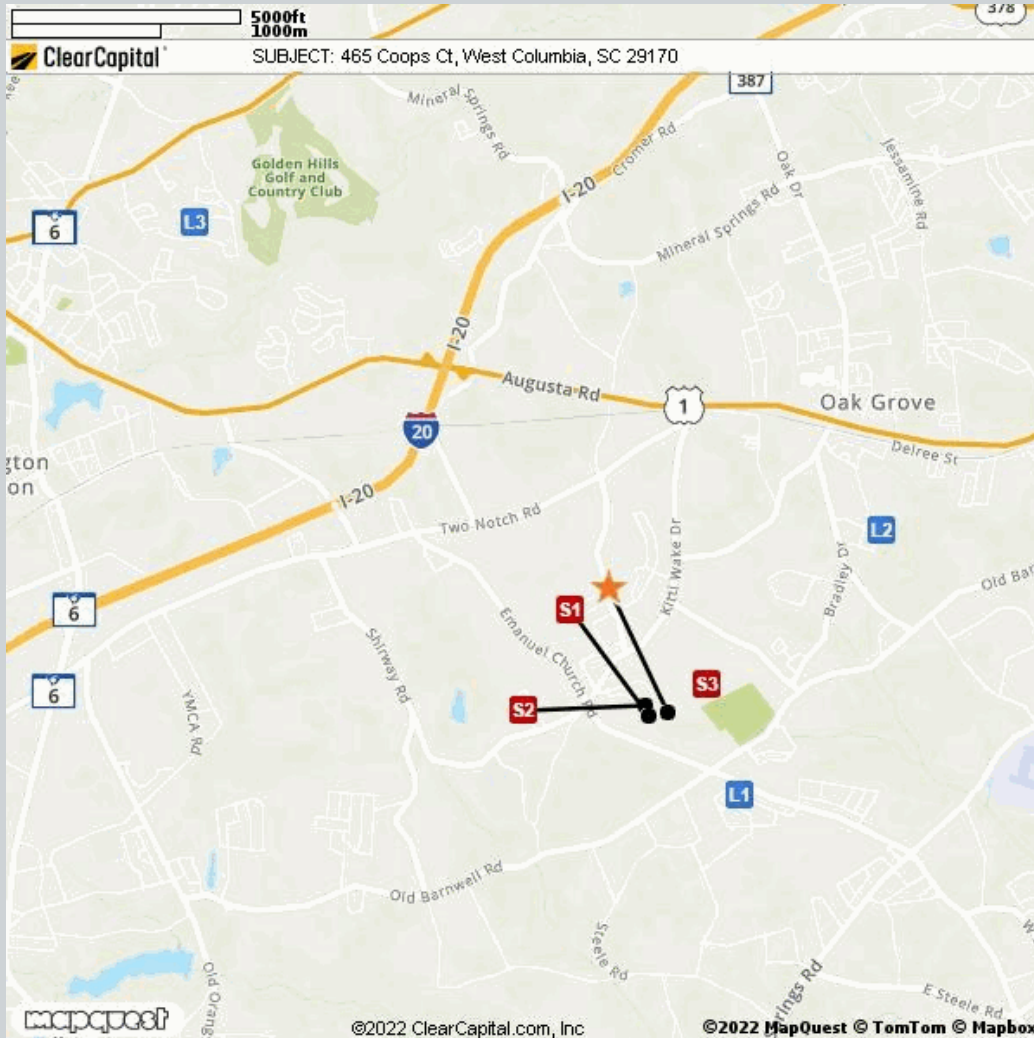 5000ft
1000m
378
ClearCapital
SUBJECT: 465 Coops Ct, West Columbia, SC 29170
387
Mineral Springs Rd
Cromer Rd
Golden Hills
Golf and
Country Club
I-20
Oak Dr
Jessamine Rd
6
L3
Mineral Springs Rd
I-20
Augusta Rd
1
Oak Grove
20
Delree St
gton
on
I-20
Two Notch Rd
L2
Kitti Wake Dr
Bradley Dr
Old Bar
6
S1
Emanuel Church Rd
Shirway Rd
6
S3
S2
YMCA Rd
L1
Old Barnwell Rd
Steele Rd
rings Rd
E Steele Rd
Old Orang
mapquest
©2022 ClearCapital.com, Inc
©2022 MapQuest © TomTom © Mapbox